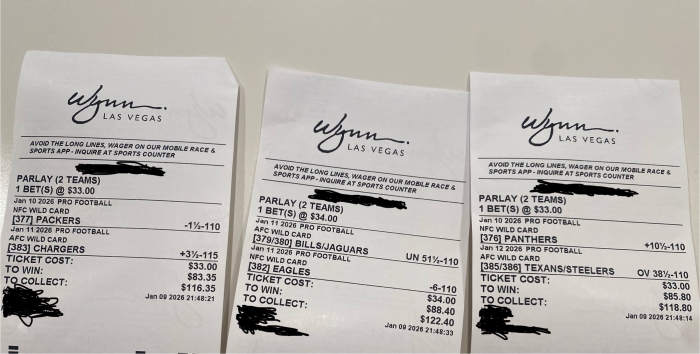 Wynn.
LAS VEGAS
AVOID THE LONG LINES, WAGER ON OUR MOBILE RACE &
SPORTS APP - INQUIRE AT SPORTS COUNTER
PARLAY (2 TEAMS)
1 BET(S) @ $33.00
Jan 10 2026 PRO FOOTBALL
NFC WILD CARD
[377] PACKERS -1½-110
Jan 11 2026 PRO FOOTBALL
AFC WILD CARD
[383] CHARGERS +3½-115
TICKET COST: $33.00
TO WIN: $83.35
TO COLLECT: $116.35
Jan 09 2026 21:48:21
Wynn.
LAS VEGAS
AVOID THE LONG LINES, WAGER ON OUR MOBILE RACE &
SPORTS APP - INQUIRE AT SPORTS COUNTER
PARLAY (2 TEAMS)
1 BET(S) @ $34.00
Jan 11 2026 PRO FOOTBALL
AFC WILD CARD
[379/380] BILLS/JAGUARS UN 51½-110
Jan 11 2026 PRO FOOTBALL
NFC WILD CARD
[382] EAGLES -6-110
TICKET COST: $34.00
TO WIN: $88.40
TO COLLECT: $122.40
Jan 09 2026 21:48:33
Wynn.
LAS VEGAS
AVOID THE LONG LINES, WAGER ON OUR MOBILE RACE &
SPORTS APP - INQUIRE AT SPORTS COUNTER
PARLAY (2 TEAMS)
1 BET(S) @ $33.00
Jan 10 2026 PRO FOOTBALL
NFC WILD CARD
[376] PANTHERS +10½-110
Jan 12 2026 PRO FOOTBALL
AFC WILD CARD
[385/386] TEXANS/STEELERS OV 38½-110
TICKET COST: $33.00
TO WIN: $85.80
TO COLLECT: $118.80
Jan 09 2026 21:48:14